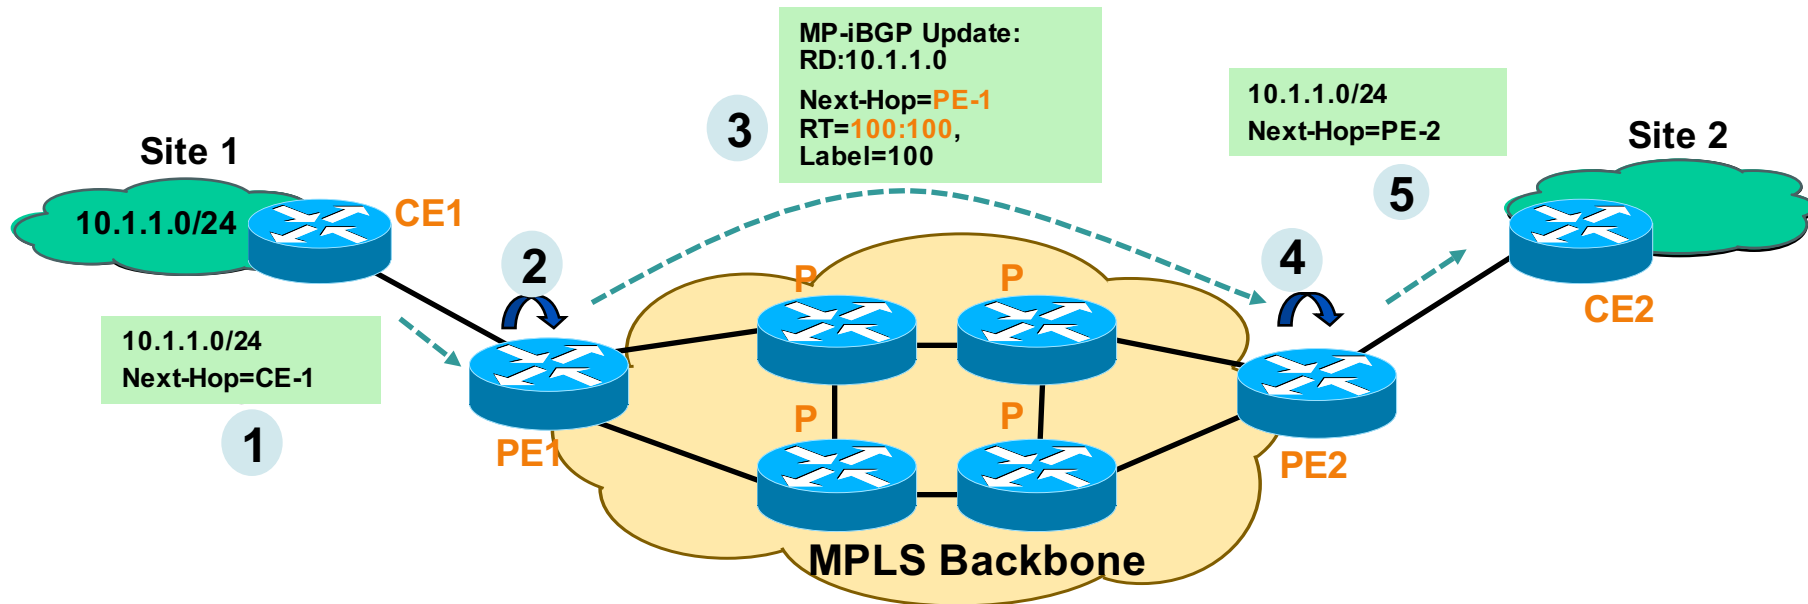 MP-iBGP Update:
RD:10.1.1.0
Next-Hop=PE-1
RT=100:100,
Label=100
3
10.1.1.0/24
Next-Hop=PE-2
5
Site 1
10.1.1.0/24
CE1
Site 2
CE2
2
4
10.1.1.0/24
Next-Hop=CE-1
1
PE1
P
P
P
P
PE2
MPLS Backbone